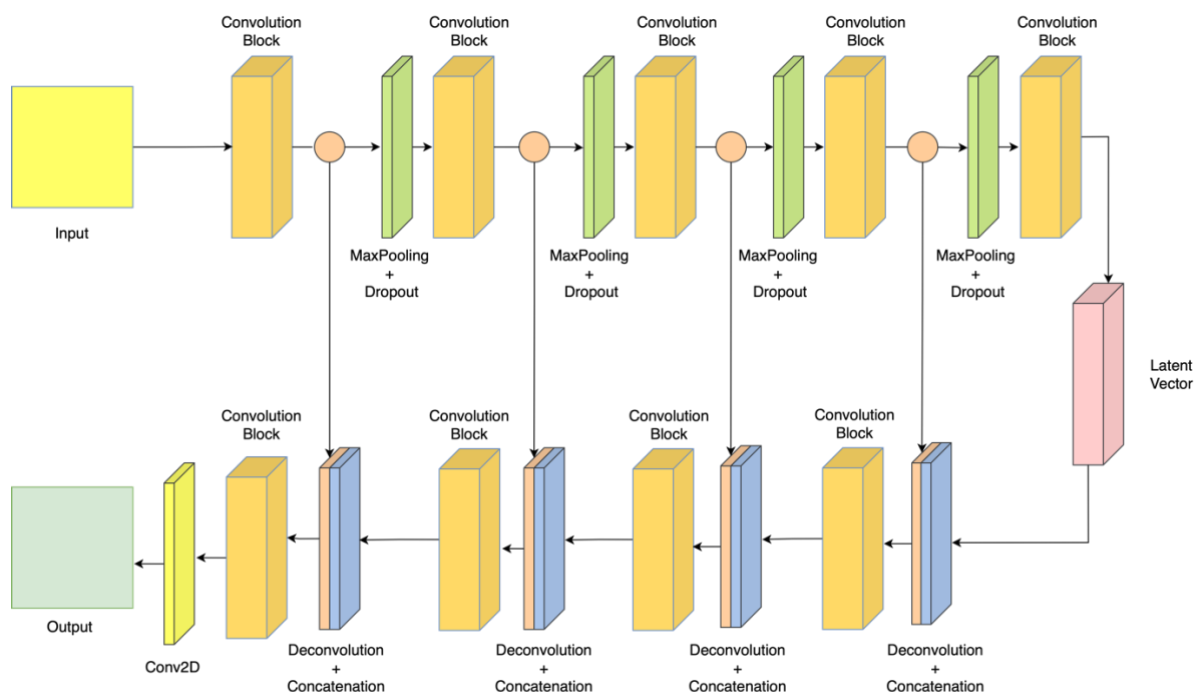 Convolution
Block
Convolution
Block
Convolution
Block
Convolution
Block
Convolution
Block
Input
MaxPooling
+
Dropout
MaxPooling
+
Dropout
MaxPooling
+
Dropout
MaxPooling
+
Dropout
Latent
Vector
Convolution
Block
Convolution
Block
Convolution
Block
Convolution
Block
Output
Conv2D
Deconvolution
+
Concatenation
Deconvolution
+
Concatenation
Deconvolution
+
Concatenation
Deconvolution
+
Concatenation